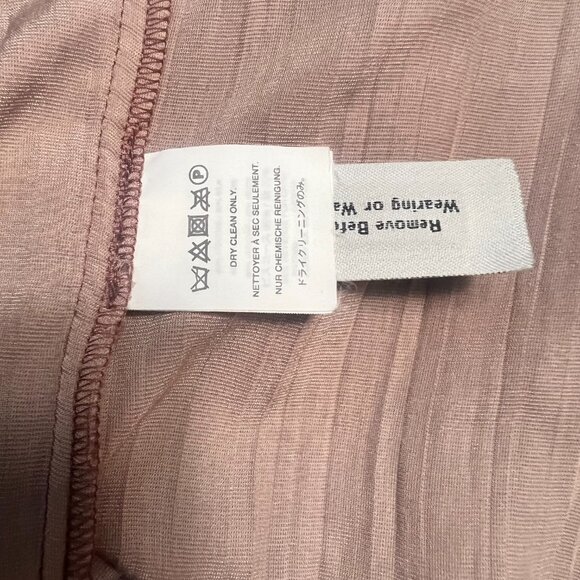 DRY CLEAN ONLY.
NETTOYER À SEC SEULEMENT.
NUR CHEMISCHE REINIGUNG.
ドライクリーニングのみ。
Remove Befo
Wearing or Wa